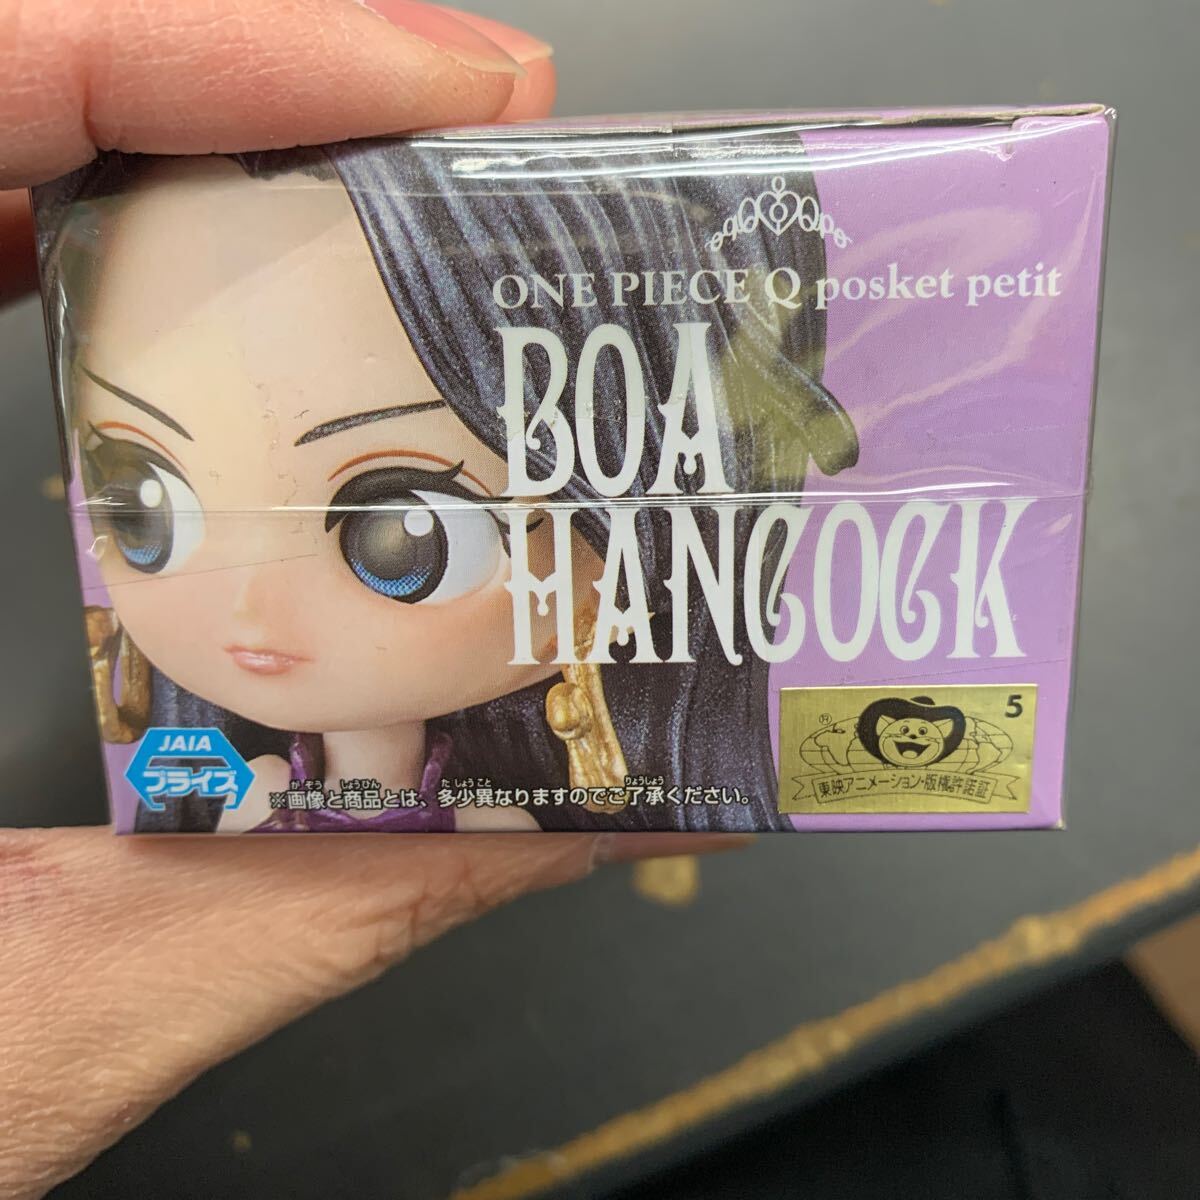 ONE PIECE Q posket petit
BOA
HANCOCK
5
東映アニメーション・版権許諾証
JAIA
プライズ
※画像と商品とは、多少異なりますのでご了承ください。